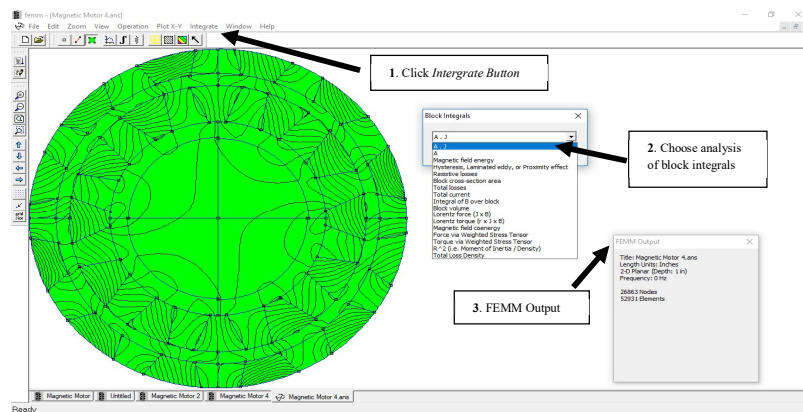 femm - [Magnetic Motor 4.ans]
File Edit Zoom View Operation Plot X-Y Integrate Window Help
1. Click Intergrate Button
Block Integrals
A . J
A . J
A
Magnetic field energy
Hysteresis, Laminated eddy, or Proximity effect
Resistive losses
Block cross-section area
Total losses
Total current
Integral of B over block
Block volume
Lorentz force (J x B)
Lorentz torque (r x J x B)
Magnetic field coenergy
Force via Weighted Stress Tensor
Torque via Weighted Stress Tensor
R^2 (i.e. Moment of Inertia / Density)
Total Loss Density
2. Choose analysis
of block integrals
FEMM Output
Title: Magnetic Motor 4.ans
Length Units: Inches
2-D Planar (Depth: 1 in)
Frequency: 0 Hz
26863 Nodes
52931 Elements
3. FEMM Output
Magnetic Motor Untitled Magnetic Motor 2 Magnetic Motor 4 Magnetic Motor 4.ans
Ready